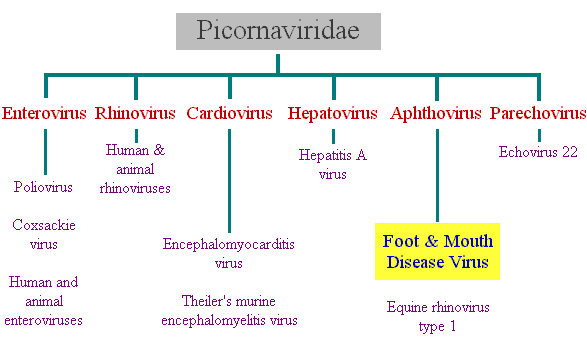 Picornaviridae
Enterovirus
Rhinovirus
Cardiovirus
Hepatovirus
Aphthovirus
Parechovirus
Poliovirus
Coxsackie
virus
Human and
animal
enteroviruses
Human &
animal
rhinoviruses
Encephalomyocarditis
virus
Theiler's murine
encephalomyelitis virus
Hepatitis A
virus
Foot & Mouth
Disease Virus
Equine rhinovirus
type 1
Echovirus 22